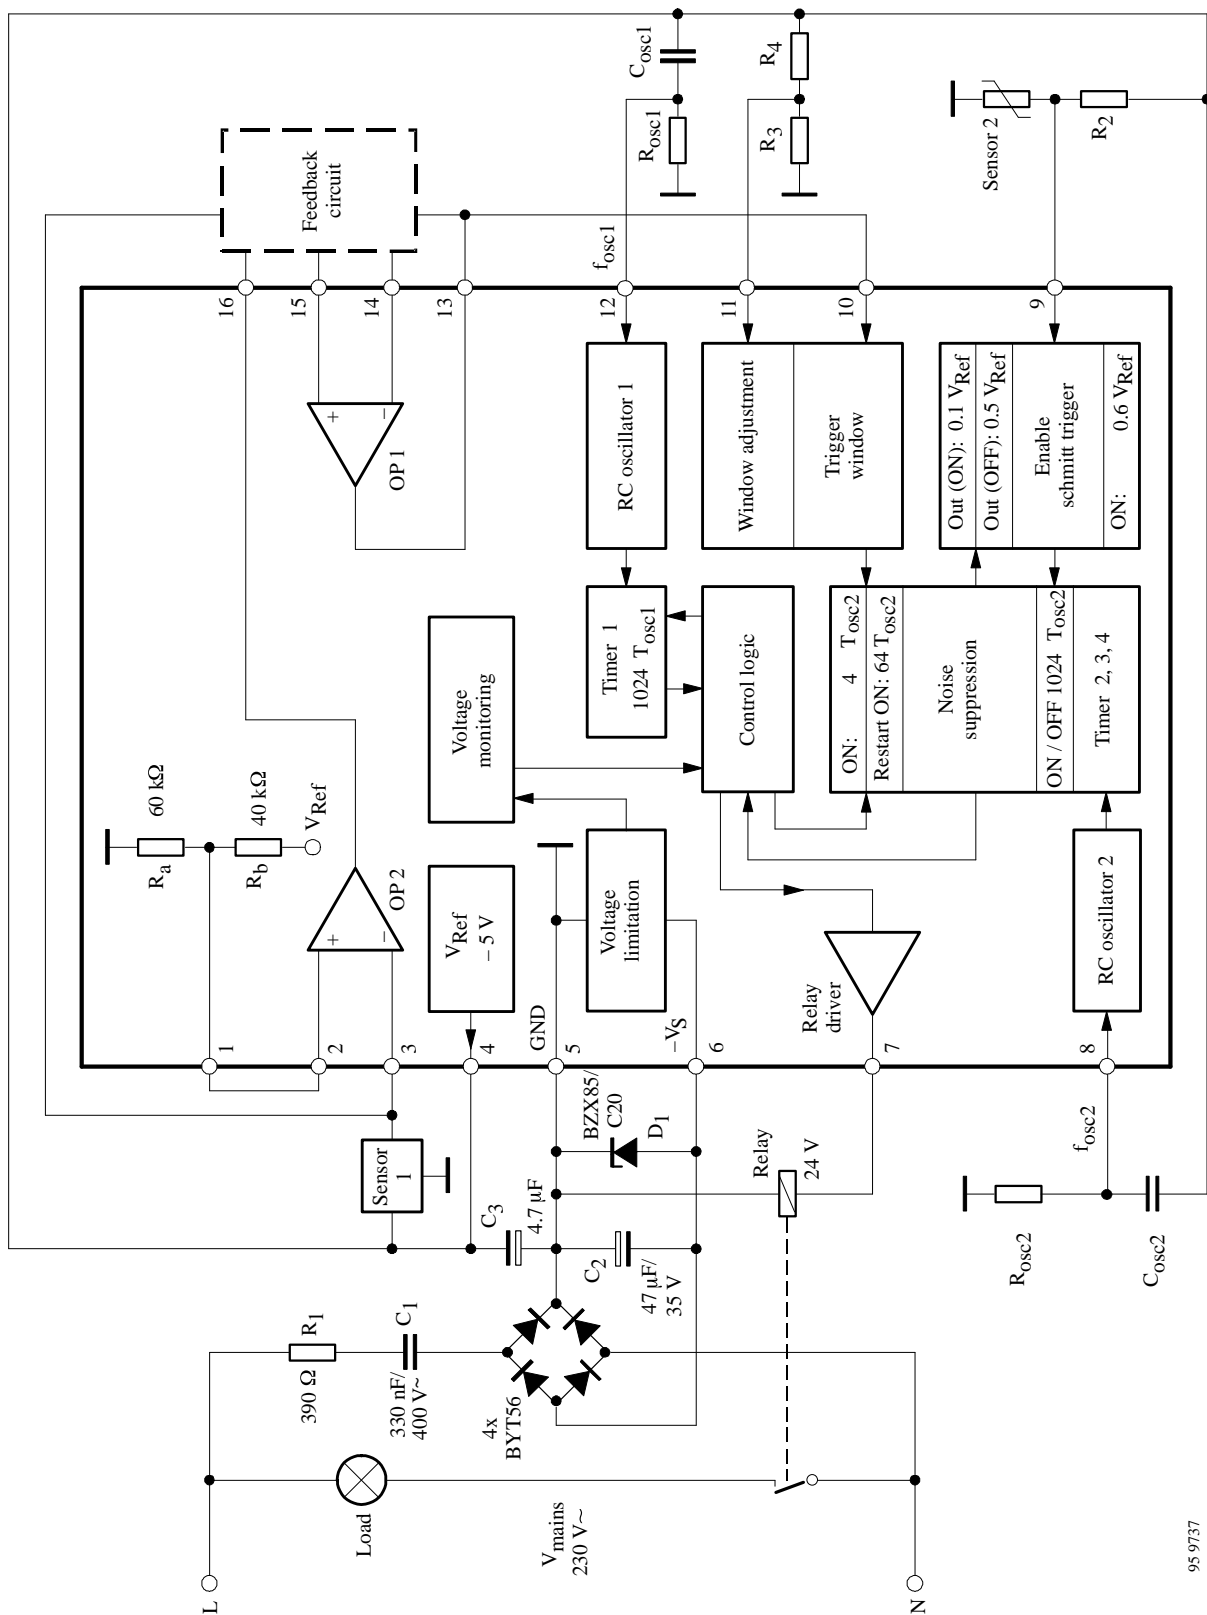 L
N
Load
V mains
230 V~
R1
390 Ω
C1
330 nF/
400 V~
4x
BYT56
C2
47 µF/
35 V
C3
4.7 µF
BZX85/
C20
D1
Relay
24 V
Sensor
1
Rosc2
Cosc2
fosc2
1
2
3
4
GND
5
–VS
6
7
8
Ra
60 kΩ
Rb
40 kΩ
VRef
+
–
OP 2
VRef
– 5 V
Voltage
limitation
Voltage
monitoring
Relay
driver
RC oscillator 2
Timer 1
1024 Tosc1
Control logic
ON: 4 Tosc2
Restart ON: 64 Tosc2
Noise
suppression
ON / OFF 1024 Tosc2
Timer 2, 3, 4
+
–
OP 1
RC oscillator 1
Window adjustment
Trigger
window
Out (ON): 0.1 VRef
Out (OFF): 0.5 VRef
Enable
schmitt trigger
ON: 0.6 VRef
16
15
14
13
12
11
10
9
Feedback
circuit
fosc1
Rosc1
Cosc1
R3
R4
Sensor 2
R2
95 9737